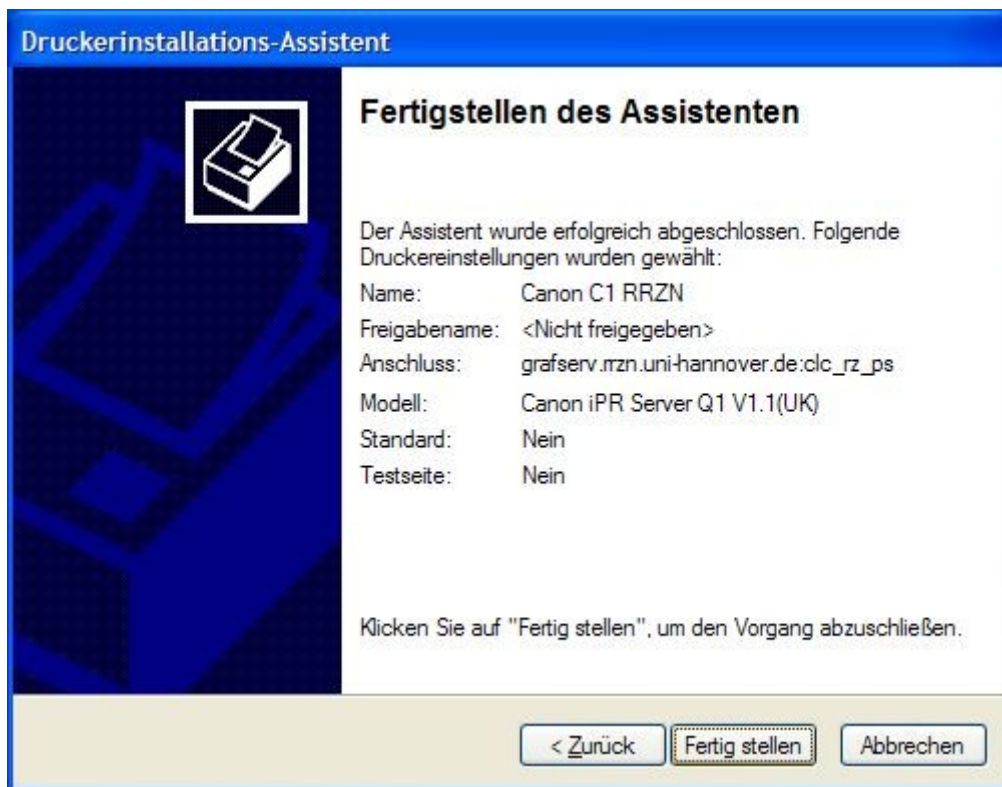 Druckerinstallations-Assistent
Fertigstellen des Assistenten
Der Assistent wurde erfolgreich abgeschlossen. Folgende
Druckereinstellungen wurden gewählt:
Name: Canon C1 RRZN
Freigabename: <Nicht freigegeben>
Anschluss: grafserv.rrzn.uni-hannover.de:clc_rz_ps
Modell: Canon iPR Server Q1 V1.1(UK)
Standard: Nein
Testseite: Nein
Klicken Sie auf "Fertig stellen", um den Vorgang abzuschließen.
< Zurück Fertig stellen Abbrechen